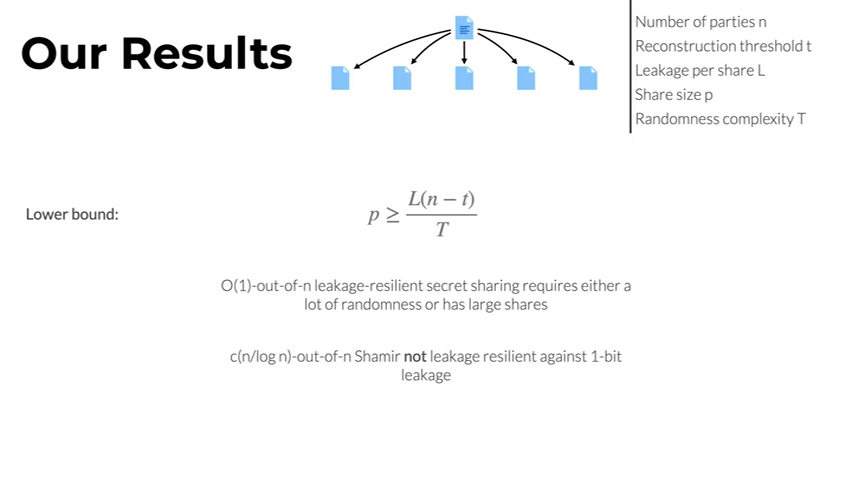 Our Results
Number of parties n
Reconstruction threshold t
Leakage per share L
Share size p
Randomness complexity T
Lower bound:
p ≥ L(n − t) / T
O(1)-out-of-n leakage-resilient secret sharing requires either a
lot of randomness or has large shares
c(n/log n)-out-of-n Shamir not leakage resilient against 1-bit
leakage